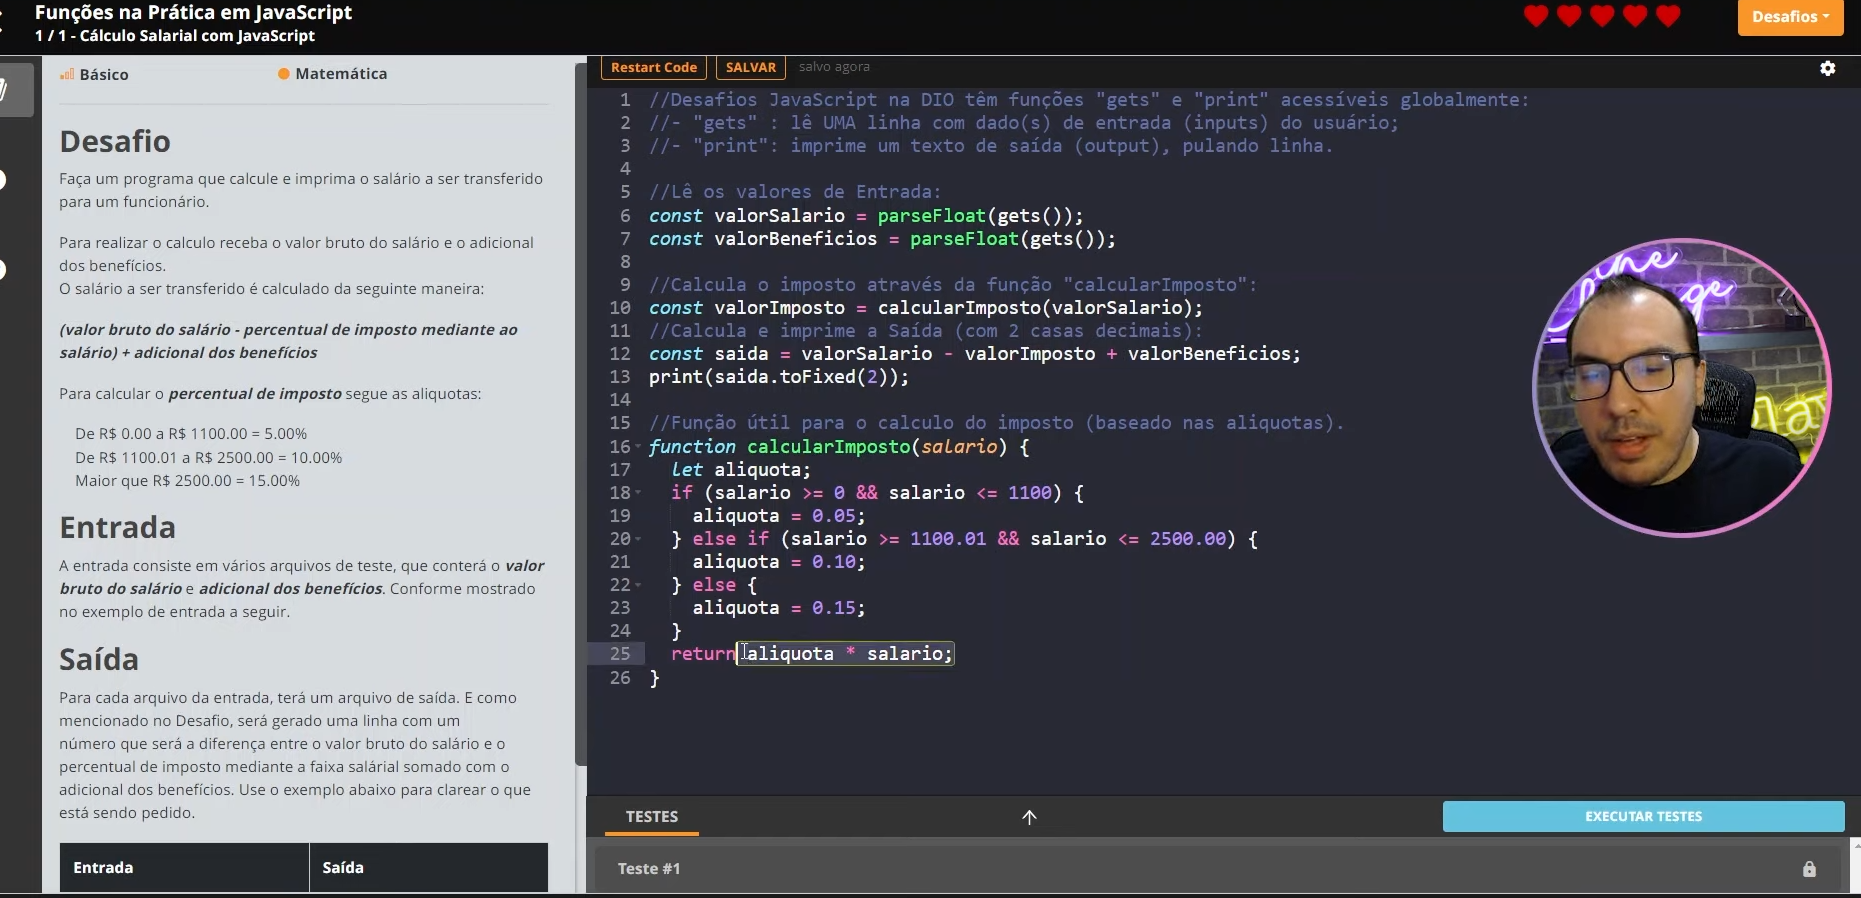 Funções na Prática em JavaScript
1 / 1 - Cálculo Salarial com JavaScript
Desafios
Básico
Matemática
Desafio
Faça um programa que calcule e imprima o salário a ser transferido
para um funcionário.
Para realizar o calculo receba o valor bruto do salário e o adicional
dos benefícios.
O salário a ser transferido é calculado da seguinte maneira:
(valor bruto do salário - percentual de imposto mediante ao
salário) + adicional dos benefícios
Para calcular o percentual de imposto segue as aliquotas:
De R$ 0.00 a R$ 1100.00 = 5.00%
De R$ 1100.01 a R$ 2500.00 = 10.00%
Maior que R$ 2500.00 = 15.00%
Entrada
A entrada consiste em vários arquivos de teste, que conterá o valor
bruto do salário e adicional dos benefícios. Conforme mostrado
no exemplo de entrada a seguir.
Saída
Para cada arquivo da entrada, terá um arquivo de saída. E como
mencionado no Desafio, será gerado uma linha com um
número que será a diferença entre o valor bruto do salário e o
percentual de imposto mediante a faixa salárial somado com o
adicional dos benefícios. Use o exemplo abaixo para clarear o que
está sendo pedido.
Entrada Saída
Restart Code SALVAR salvo agora
1 //Desafios JavaScript na DIO têm funções "gets" e "print" acessíveis globalmente:
2 //- "gets" : lê UMA linha com dado(s) de entrada (inputs) do usuário;
3 //- "print": imprime um texto de saída (output), pulando linha.
4
5 //Lê os valores de Entrada:
6 const valorSalario = parseFloat(gets());
7 const valorBeneficios = parseFloat(gets());
8
9 //Calcula o imposto através da função "calcularImposto":
10 const valorImposto = calcularImposto(valorSalario);
11 //Calcula e imprime a Saída (com 2 casas decimais):
12 const saida = valorSalario - valorImposto + valorBeneficios;
13 print(saida.toFixed(2));
14
15 //Função útil para o calculo do imposto (baseado nas aliquotas).
16 function calcularImposto(salario) {
17 let aliquota;
18 if (salario >= 0 && salario <= 1100) {
19 aliquota = 0.05;
20 } else if (salario >= 1100.01 && salario <= 2500.00) {
21 aliquota = 0.10;
22 } else {
23 aliquota = 0.15;
24 }
25 return aliquota * salario;
26 }
TESTES
EXECUTAR TESTES
Teste #1